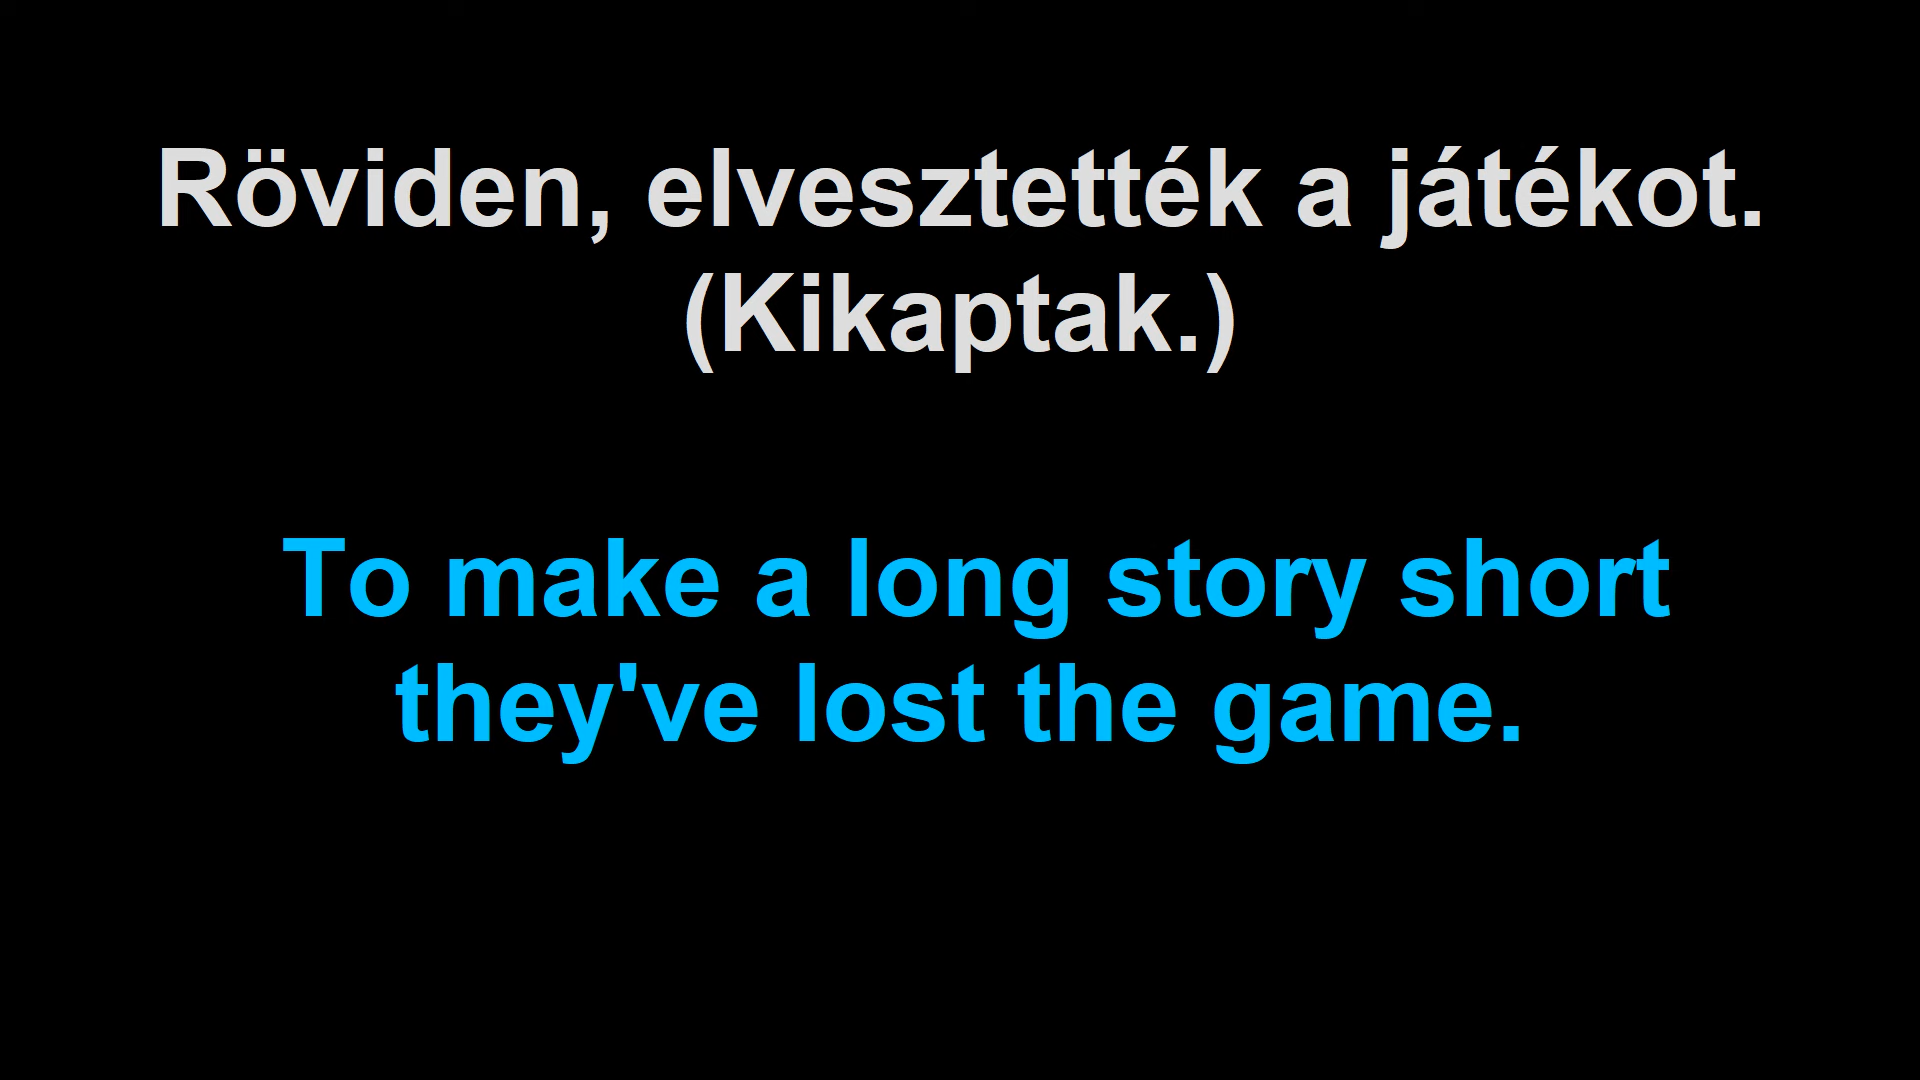 Röviden, elvesztették a játékot.
(Kikaptak.)
To make a long story short
they've lost the game.